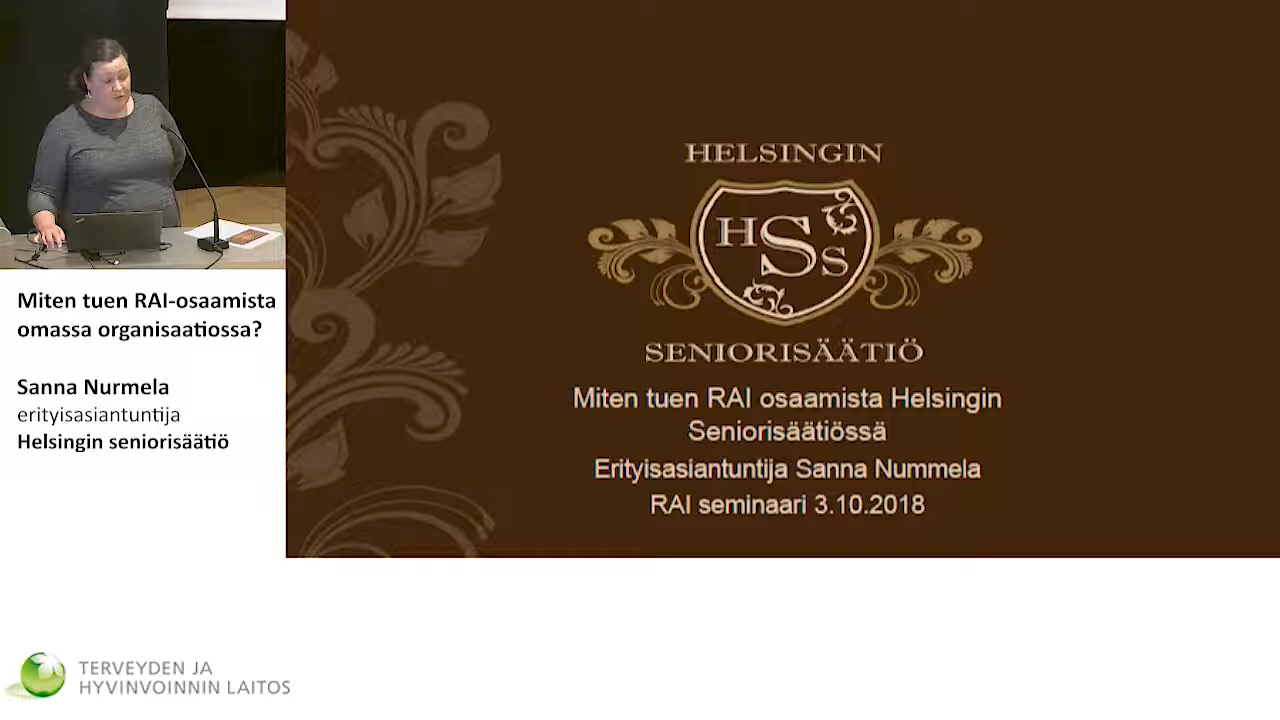 Miten tuen RAI-osaamista
omassa organisaatiossa?
Sanna Nurmela
erityisasiantuntija
Helsingin seniorisäätiö
HELSINGIN
HSS
SENIORISÄÄTIÖ
Miten tuen RAI osaamista Helsingin
Seniorisäätiössä
Erityisasiantuntija Sanna Nummela
RAI seminaari 3.10.2018
TERVEYDEN JA
HYVINVOINNIN LAITOS